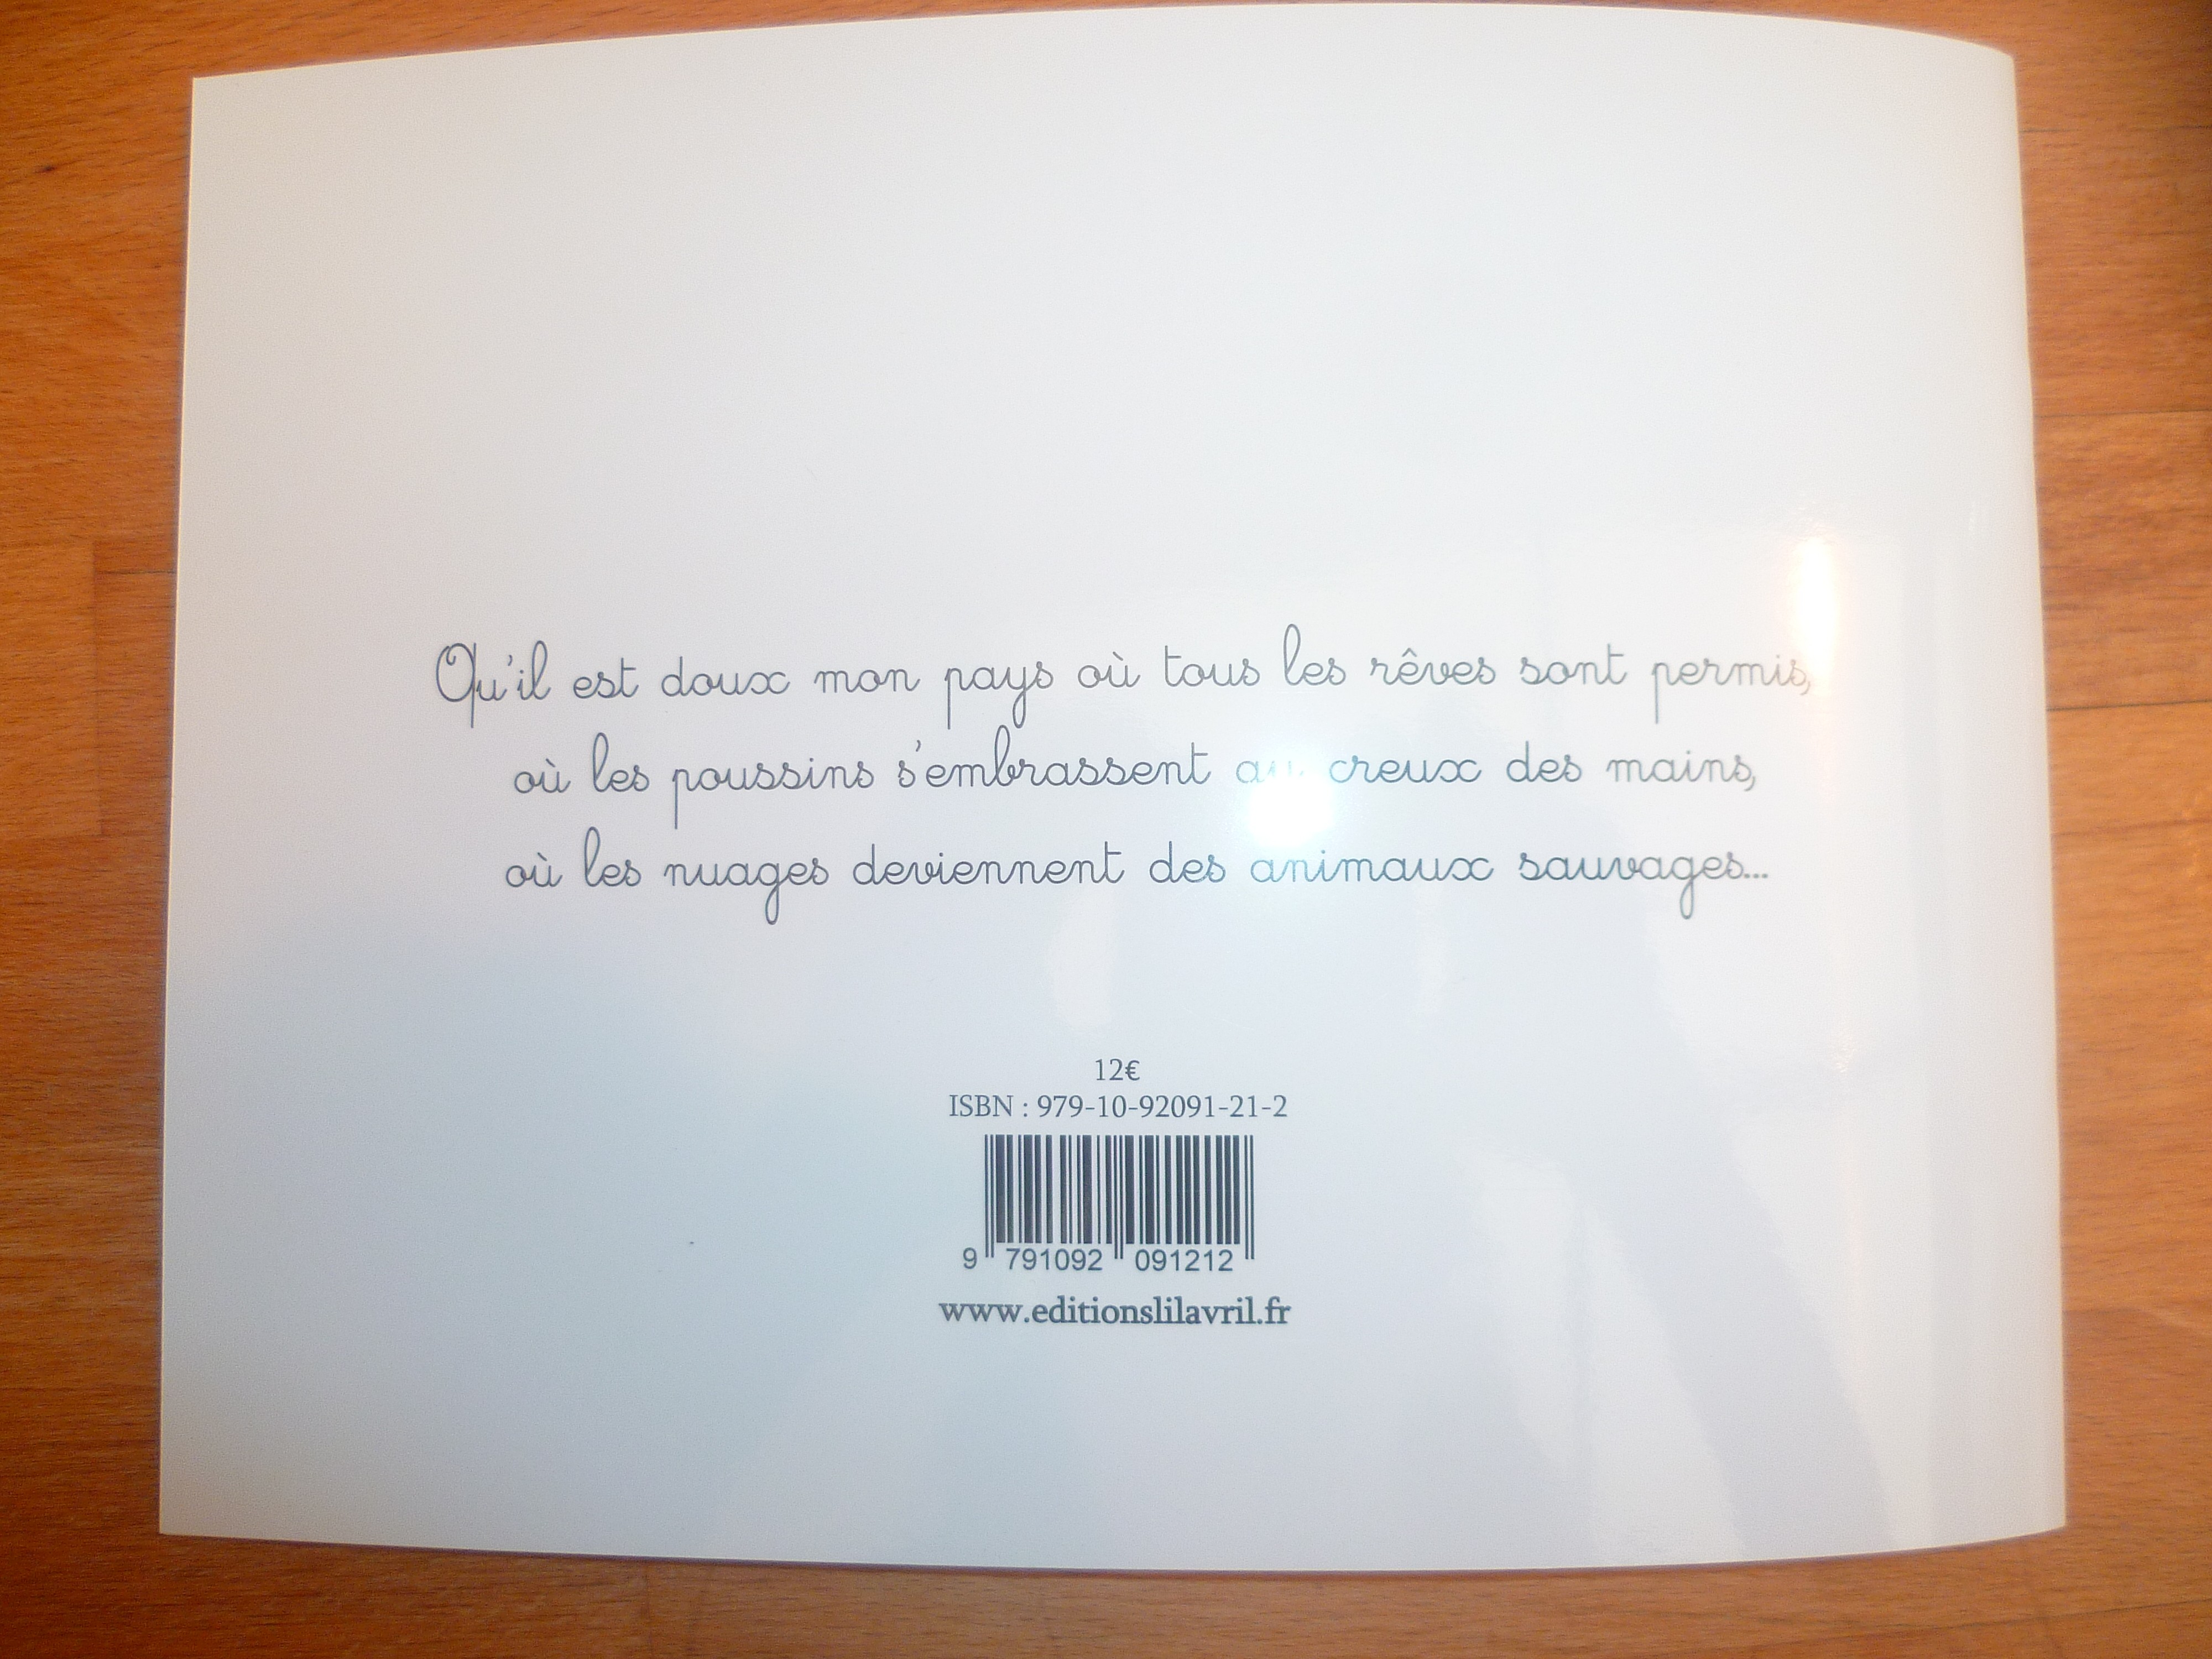 Qu'il est doux mon pays où tous les rêves sont permis,
où les poussins s'embrassent au creux des mains,
où les nuages deviennent des animaux sauvages...
12€
ISBN : 979-10-92091-21-2
9 791092 091212
www.editionslilavril.fr